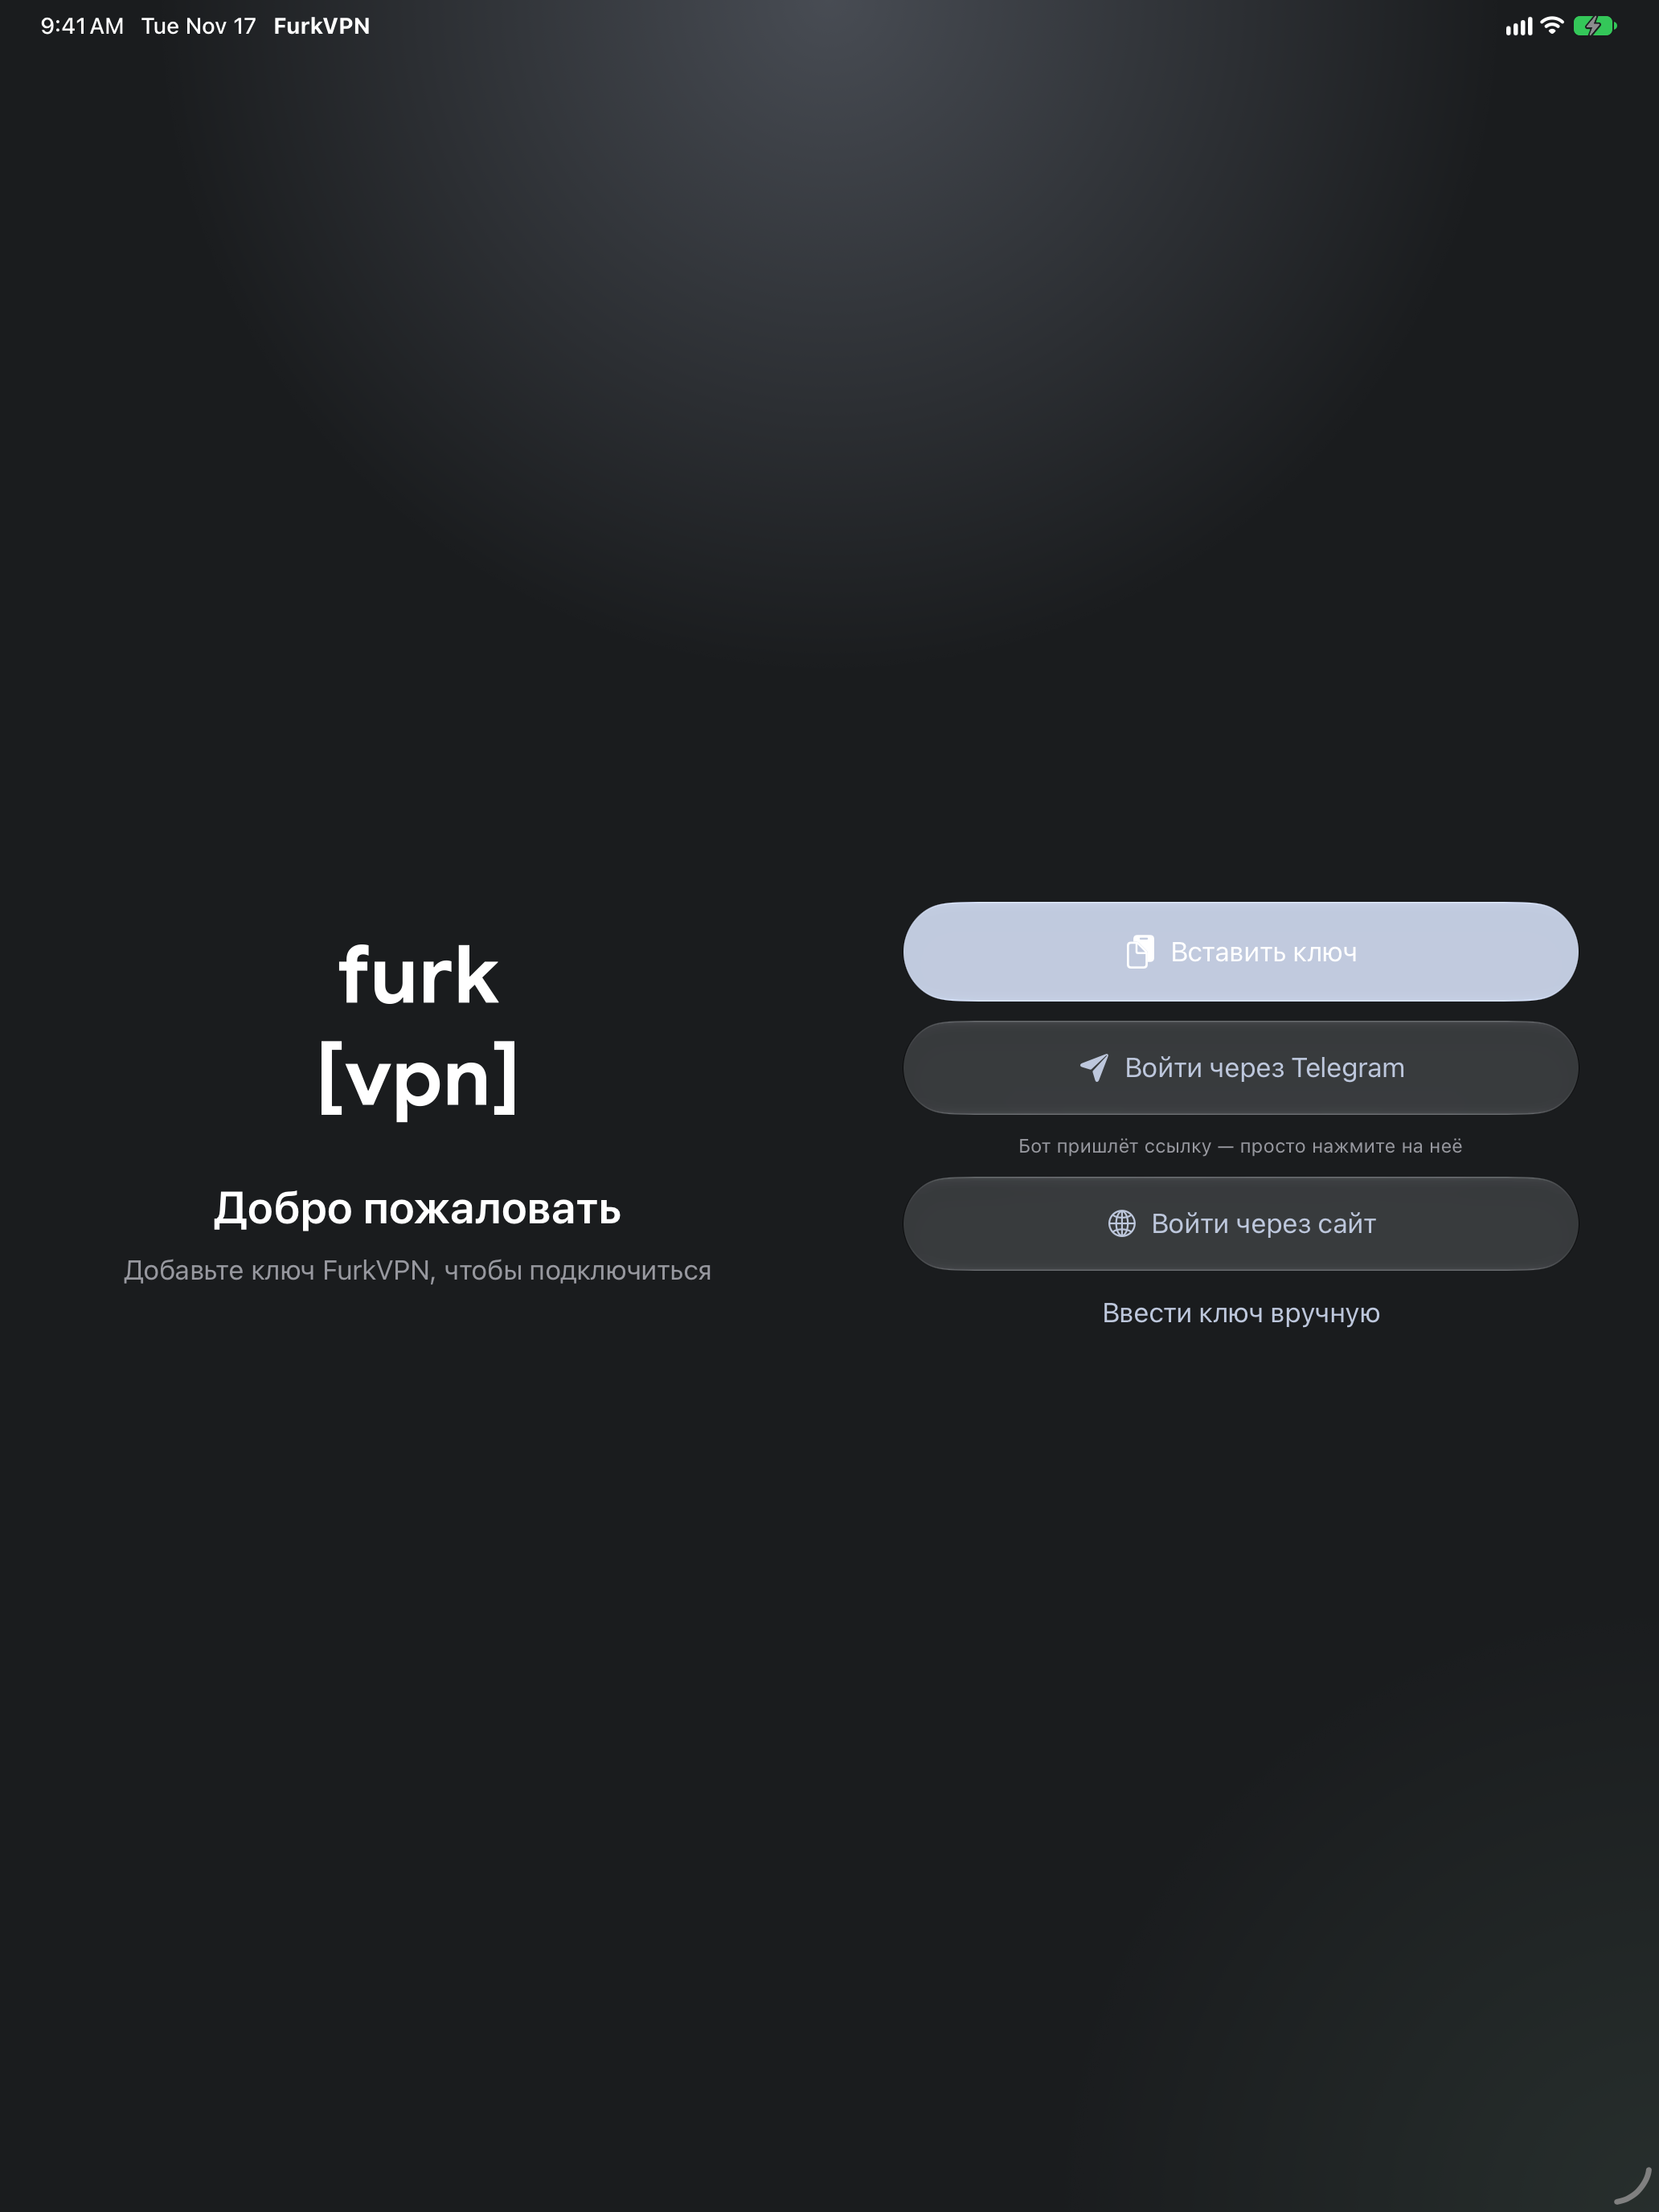 9:41 AM Tue Nov 17 FurkVPN
furk
[vpn]
Добро пожаловать
Добавьте ключ FurkVPN, чтобы подключиться
Вставить ключ
Войти через Telegram
Бот пришлёт ссылку — просто нажмите на неё
Войти через сайт
Ввести ключ вручную